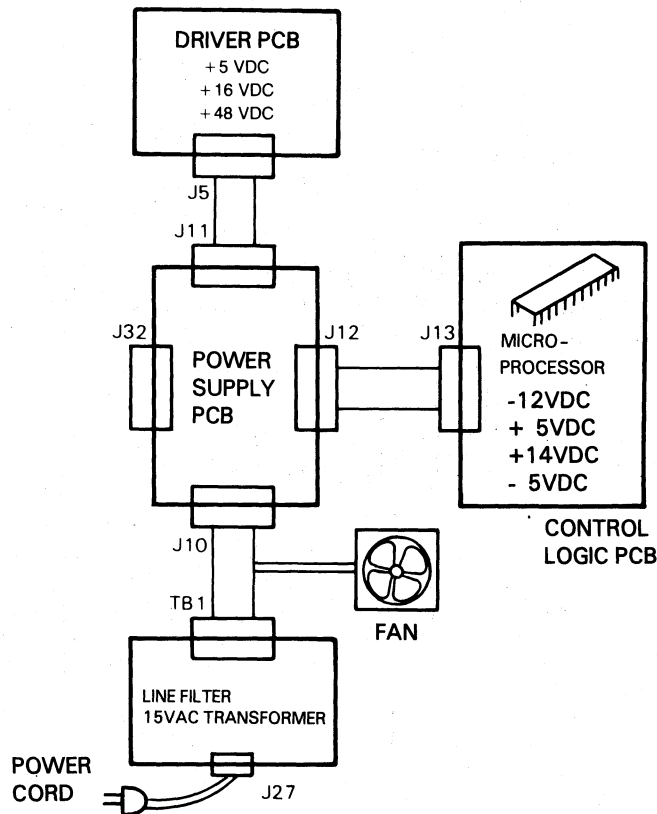 DRIVER PCB
+5 VDC
+16 VDC
+48 VDC
J5
J11
J32
POWER
SUPPLY
PCB
J12
J13
MICRO-
PROCESSOR
-12VDC
+ 5VDC
+14VDC
- 5VDC
CONTROL
LOGIC PCB
J10
TB1
FAN
LINE FILTER
15VAC TRANSFORMER
POWER
CORD
J27